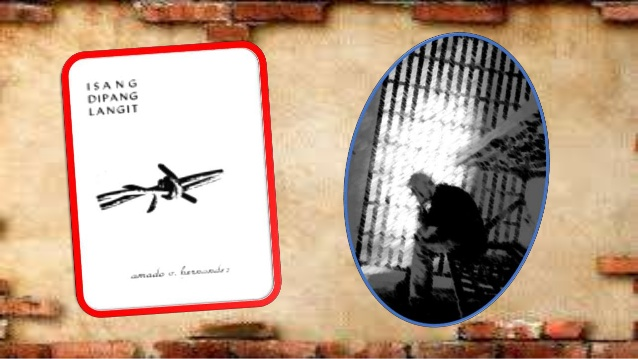 ISANG
DIPANG
LANGIT
amado v. hernandez